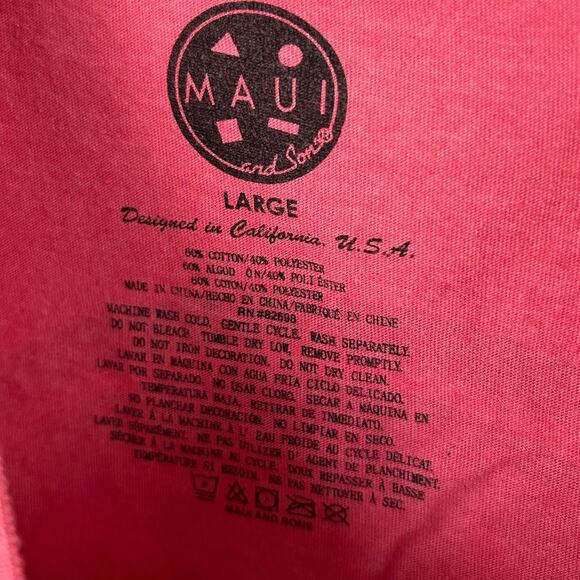 MAUI
and Sons
LARGE
Designed in California, U.S.A.
60% COTTON/40% POLYESTER
60% ALGOD ÓN/40% POLIÉSTER
60% COTON/40% POLYESTER
MADE IN CHINA/HECHO EN CHINA/FABRIQUÉ EN CHINE
RN #82698
MACHINE WASH COLD, GENTLE CYCLE. WASH SEPARATELY.
DO NOT BLEACH. TUMBLE DRY LOW, REMOVE PROMPTLY.
DO NOT IRON DECORATION. DO NOT DRY CLEAN.
LAVAR EN MÁQUINA CON AGUA FRIA CICLO DELICADO.
LAVAR POR SEPARADO. NO USAR CLORO. SECAR A MÁQUINA EN
TEMPERATURA BAJA, RETIRAR DE INMEDIATO.
NO PLANCHAR DECORACIÓN. NO LIMPIAR EN SECO.
LAVER À LA MACHINE À L' EAU FROIDE AU CYCLE DÉLICAT.
LAVER SÉPARÉMENT. NE PAS UTILIZER D' AGENT DE BLANCHIMENT.
SÉCHER À LA MACHINE AU CYCLE. DOUX REPASSER À BASSE
TEMPÉRATURE SI BESOIN. NE PAS NETTOYER À SEC.
MAUI AND SONS